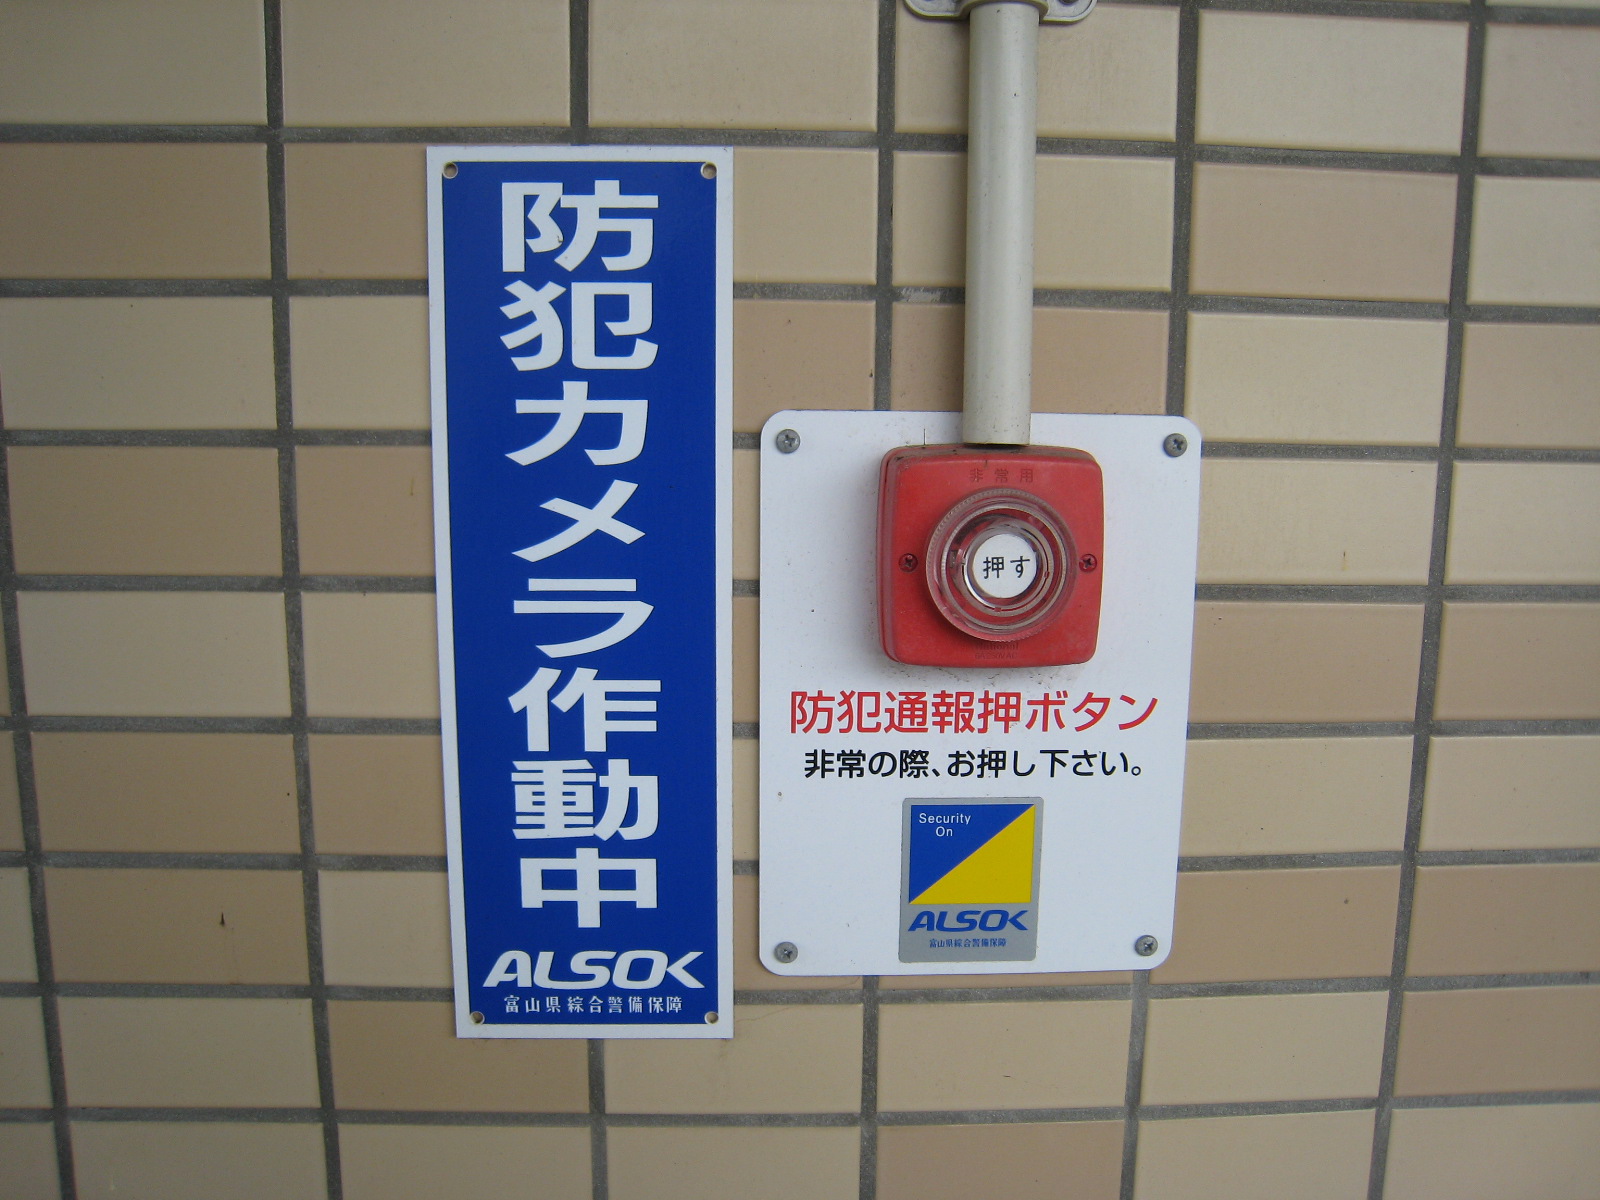 防犯カメラ作動中
ALSOK
富山県綜合警備保障
非常用
押す
防犯通報押ボタン
非常の際、お押し下さい。
Security
On
ALSOK
富山県綜合警備保障